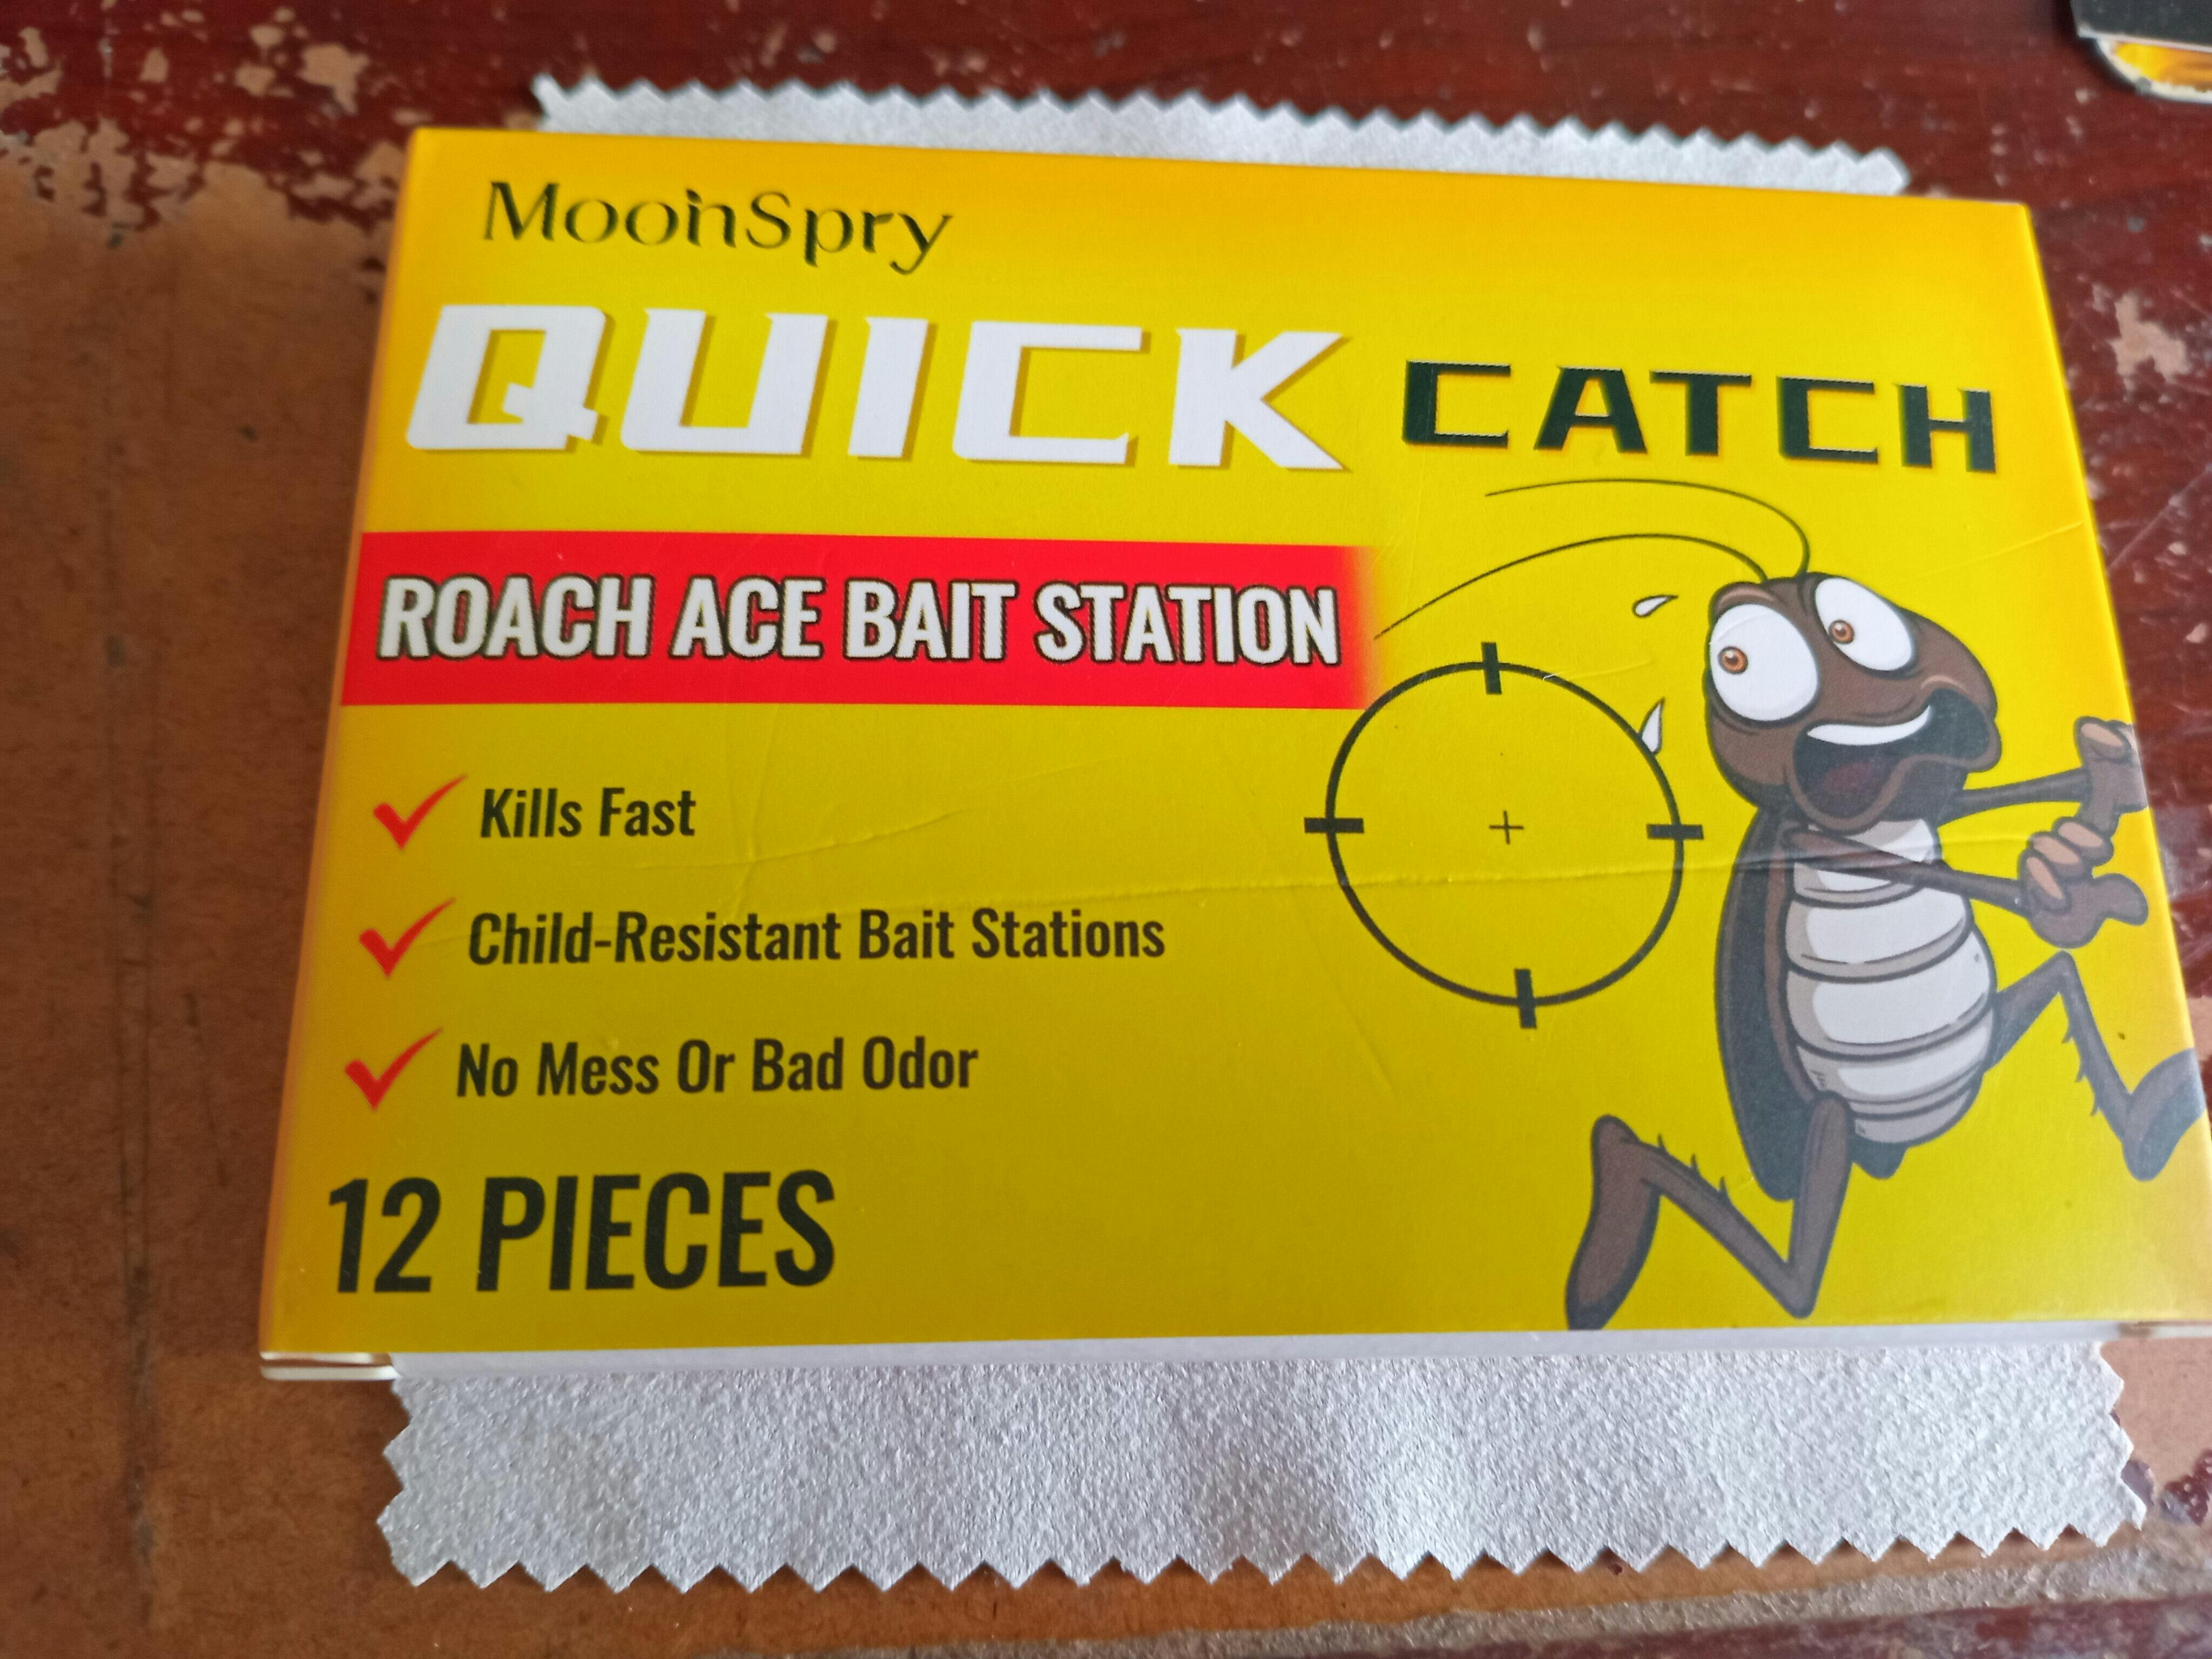 MoonSpry
QUICK CATCH
ROACH ACE BAIT STATION
Kills Fast
Child-Resistant Bait Stations
No Mess Or Bad Odor
12 PIECES